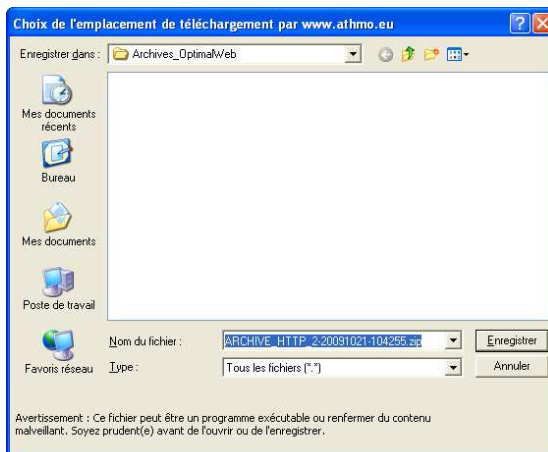 Choix de l'emplacement de téléchargement par www.athmo.eu
Enregistrer dans :
Archives_OptimalWeb
Mes documents
récents
Bureau
Mes documents
Poste de travail
Favoris réseau
Nom du fichier :
ARCHIVE_HTTP_2-20091021-104255.zip
Enregistrer
Type :
Tous les fichiers (*.*)
Annuler
Avertissement : Ce fichier peut être un programme exécutable ou renfermer du contenu
malveillant. Soyez prudent(e) avant de l'ouvrir ou de l'enregistrer.